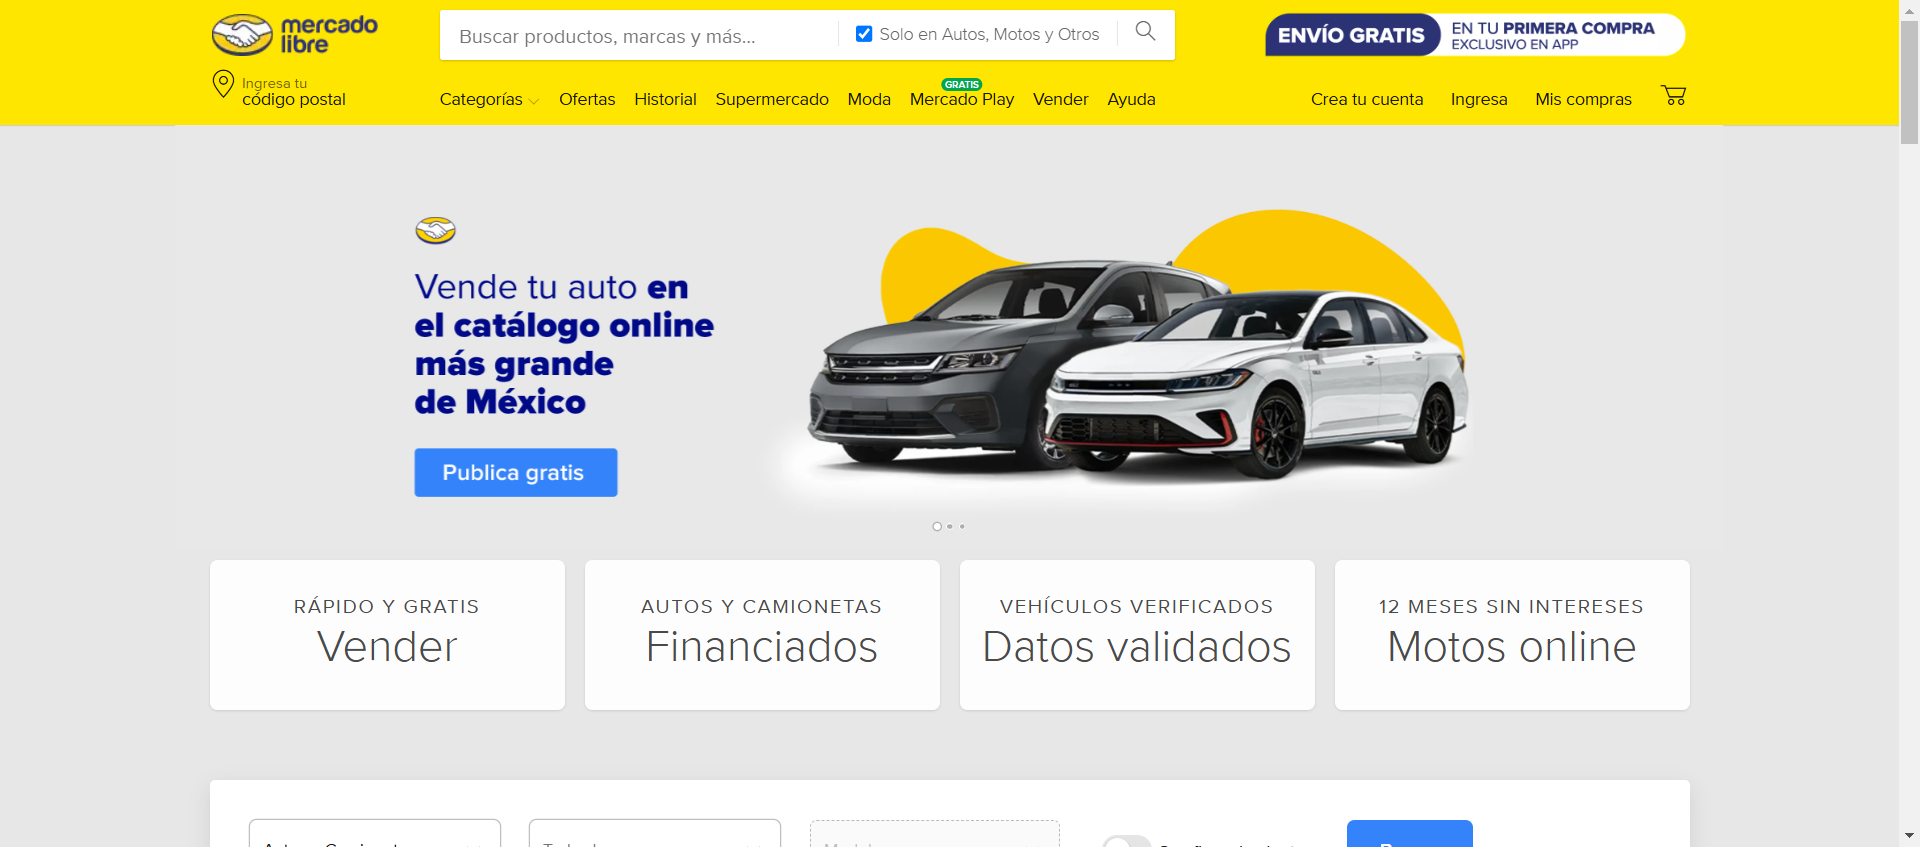 mercado
libre
Buscar productos, marcas y más...
Solo en Autos, Motos y Otros
ENVÍO GRATIS
EN TU PRIMERA COMPRA
EXCLUSIVO EN APP
Ingresa tu
código postal
Categorías
Ofertas
Historial
Supermercado
Moda
GRATIS
Mercado Play
Vender
Ayuda
Crea tu cuenta
Ingresa
Mis compras
Vende tu auto en
el catálogo online
más grande
de México
Publica gratis
RÁPIDO Y GRATIS
Vender
AUTOS Y CAMIONETAS
Financiados
VEHÍCULOS VERIFICADOS
Datos validados
12 MESES SIN INTERESES
Motos online